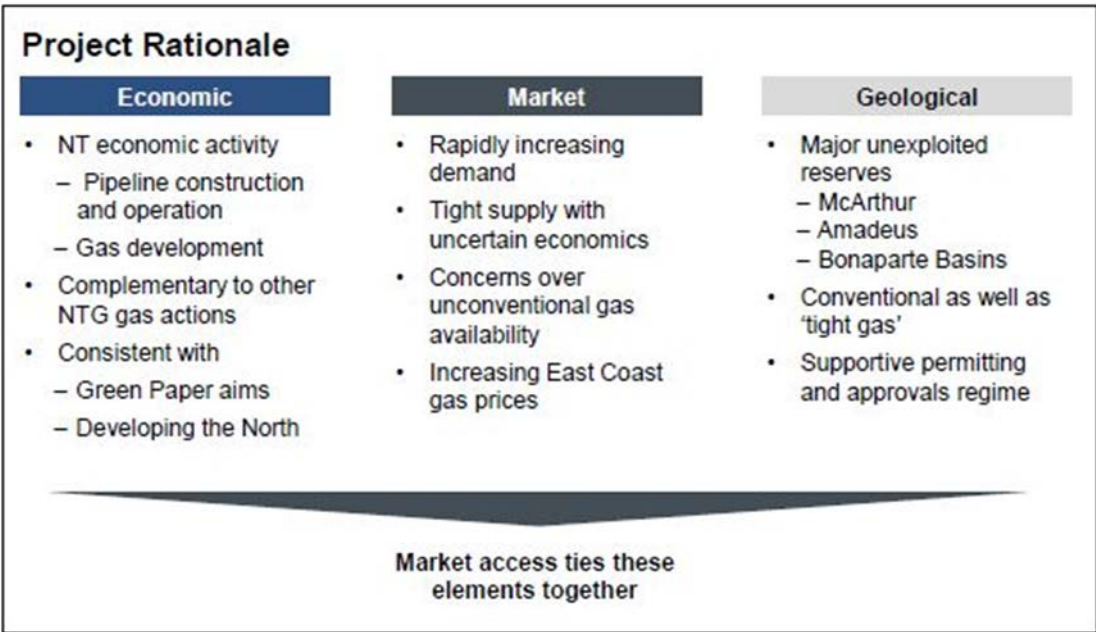 Project Rationale
Economic
• NT economic activity
– Pipeline construction
and operation
– Gas development
• Complementary to other
NTG gas actions
• Consistent with
– Green Paper aims
– Developing the North
Market
• Rapidly increasing
demand
• Tight supply with
uncertain economics
• Concerns over
unconventional gas
availability
• Increasing East Coast
gas prices
Geological
• Major unexploited
reserves
– McArthur
– Amadeus
– Bonaparte Basins
• Conventional as well as
‘tight gas’
• Supportive permitting
and approvals regime
Market access ties these
elements together